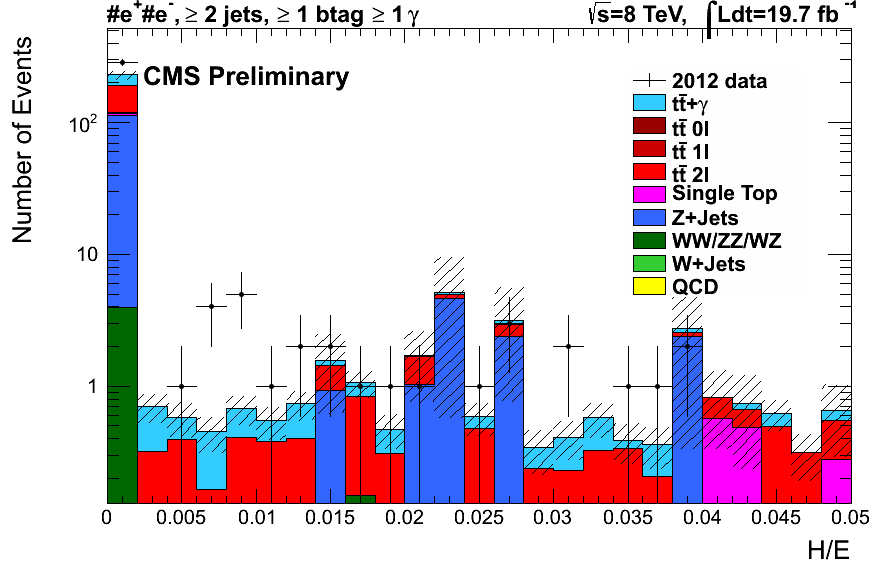 #e⁺#e⁻, ≥ 2 jets, ≥ 1 btag ≥ 1 γ
√s=8 TeV, ∫Ldt=19.7 fb⁻¹
CMS Preliminary
2012 data
tt̄+γ
tt̄ 0l
tt̄ 1l
tt̄ 2l
Single Top
Z+Jets
WW/ZZ/WZ
W+Jets
QCD
Number of Events
10²
10
1
0 0.005 0.01 0.015 0.02 0.025 0.03 0.035 0.04 0.045 0.05
H/E